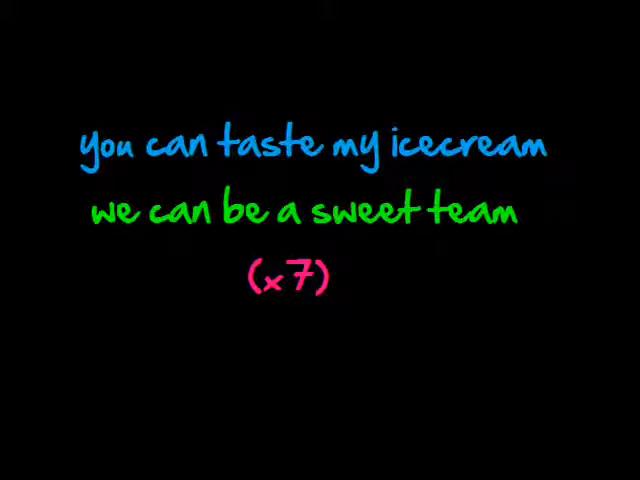 you can taste my icecream
we can be a sweet team
(x7)